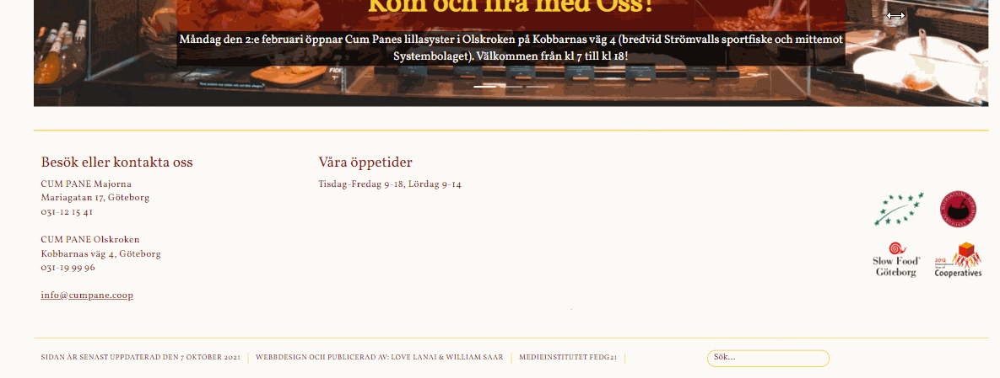 Kom och fira med Oss!
Måndag den 2:e februari öppnar Cum Panes lillasyster i Olskroken på Kobbarnas väg 4 (bredvid Strömvalls sportfiske och mittemot
Systembolaget). Välkommen från kl 7 till kl 18!
Besök eller kontakta oss
CUM PANE Majorna
Mariagatan 17, Göteborg
031-12 15 41
CUM PANE Olskroken
Kobbarnas väg 4, Göteborg
031-19 99 96
info@cumpane.coop
Våra öppetider
Tisdag-Fredag 9-18, Lördag 9-14
Slow Food
Göteborg
2012
International
Year of
Cooperatives
SIDAN ÄR SENAST UPPDATERAD DEN 7 OKTOBER 2021
WEBBDESIGN OCH PUBLICERAD AV: LOVE LANAI & WILLIAM SAAR
MEDIEINSTITUTET FEDG21
Sök...